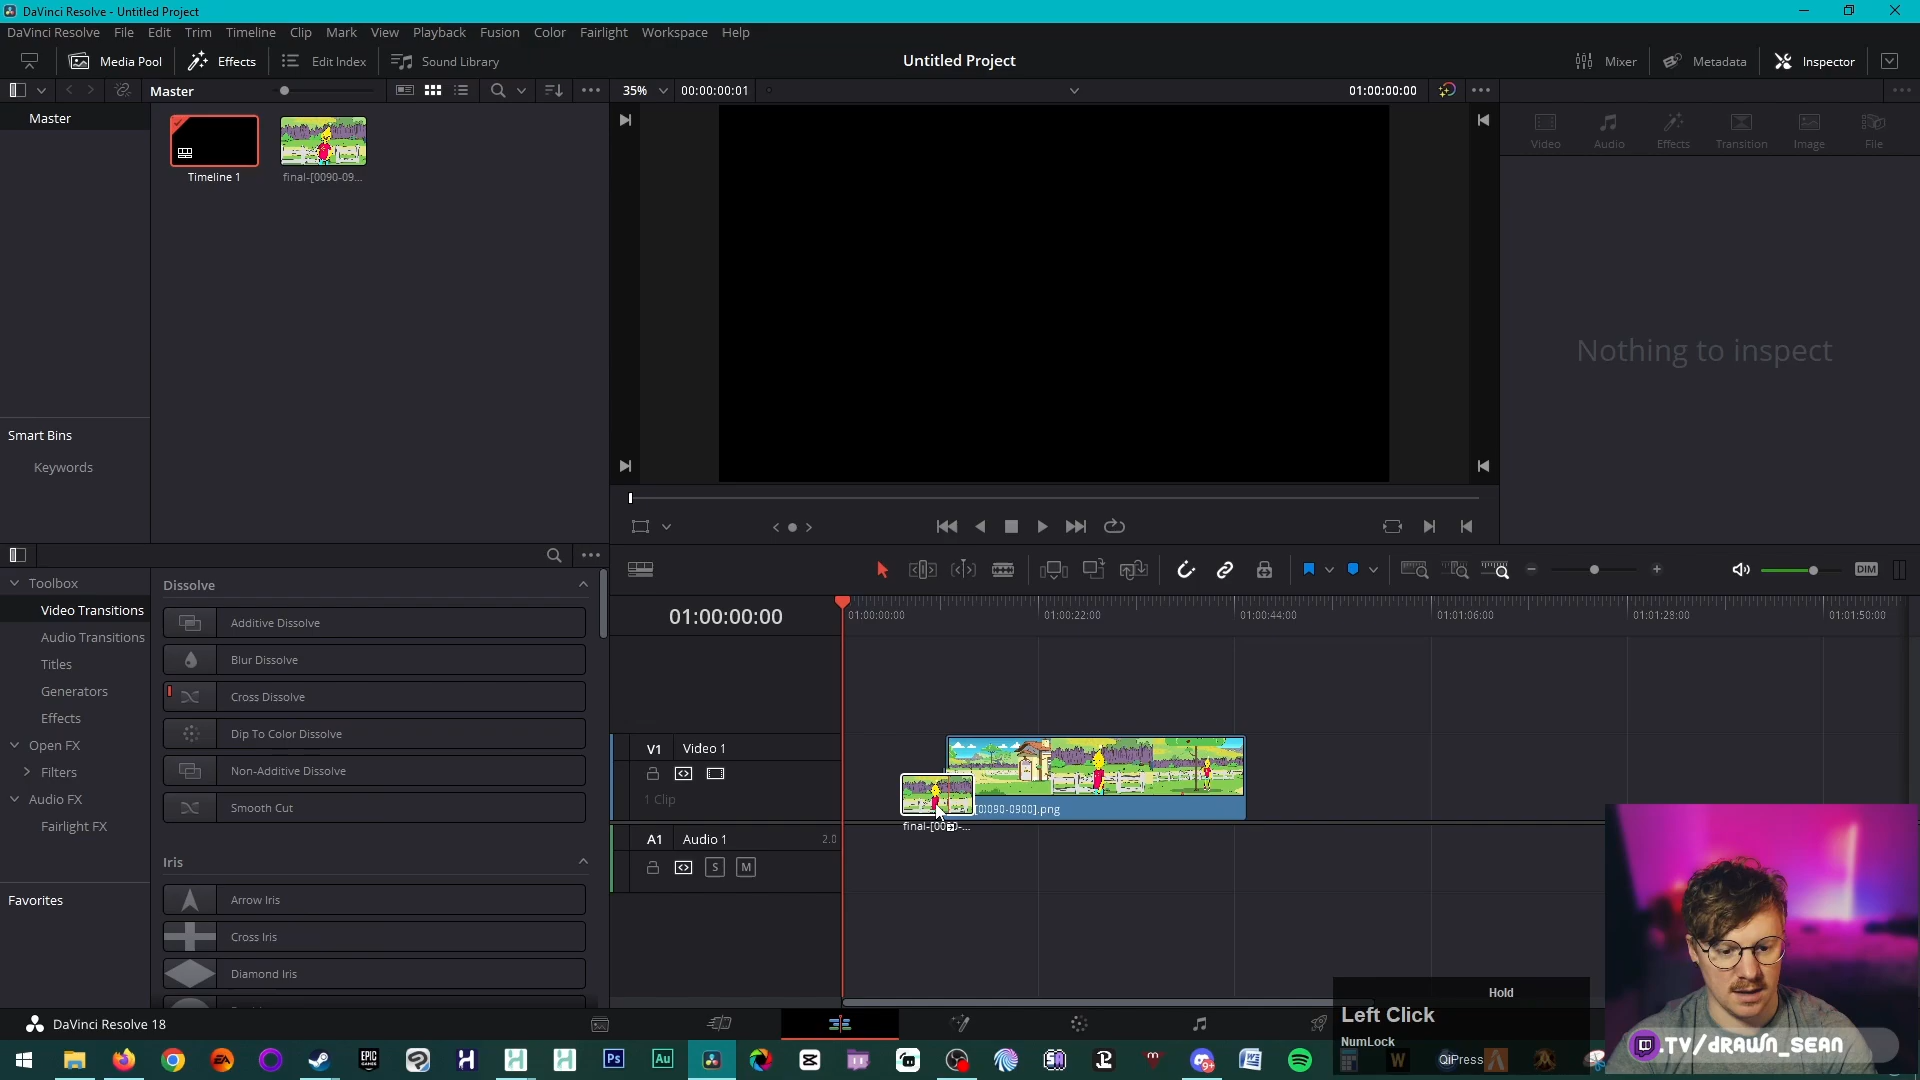 DaVinci Resolve - Untitled Project
DaVinci Resolve File Edit Trim Timeline Clip Mark View Playback Fusion Color Fairlight Workspace Help
Media Pool Effects Edit Index Sound Library Untitled Project Mixer Metadata Inspector
Master 35% 00:00:00:01 01:00:00:00
Master
Video Audio Effects Transition Image File
Timeline 1 final-[0090-09...
Nothing to inspect
Smart Bins
Keywords
Toolbox
Video Transitions
Audio Transitions
Titles
Generators
Effects
Open FX
Filters
Audio FX
Fairlight FX
Favorites
Dissolve
Additive Dissolve
Blur Dissolve
Cross Dissolve
Dip To Color Dissolve
Non-Additive Dissolve
Smooth Cut
Iris
Arrow Iris
Cross Iris
Diamond Iris
DIM
01:00:00:00
01:00:00:00 01:00:22:00 01:00:44:00 01:01:06:00 01:01:28:00 01:01:50:00
V1 Video 1
1 Clip
[0090-0900].png
A1 Audio 1 2.0
S M
Hold
Left Click
NumLock
QiPress
DaVinci Resolve 18
.TV/DRAWN_SEAN